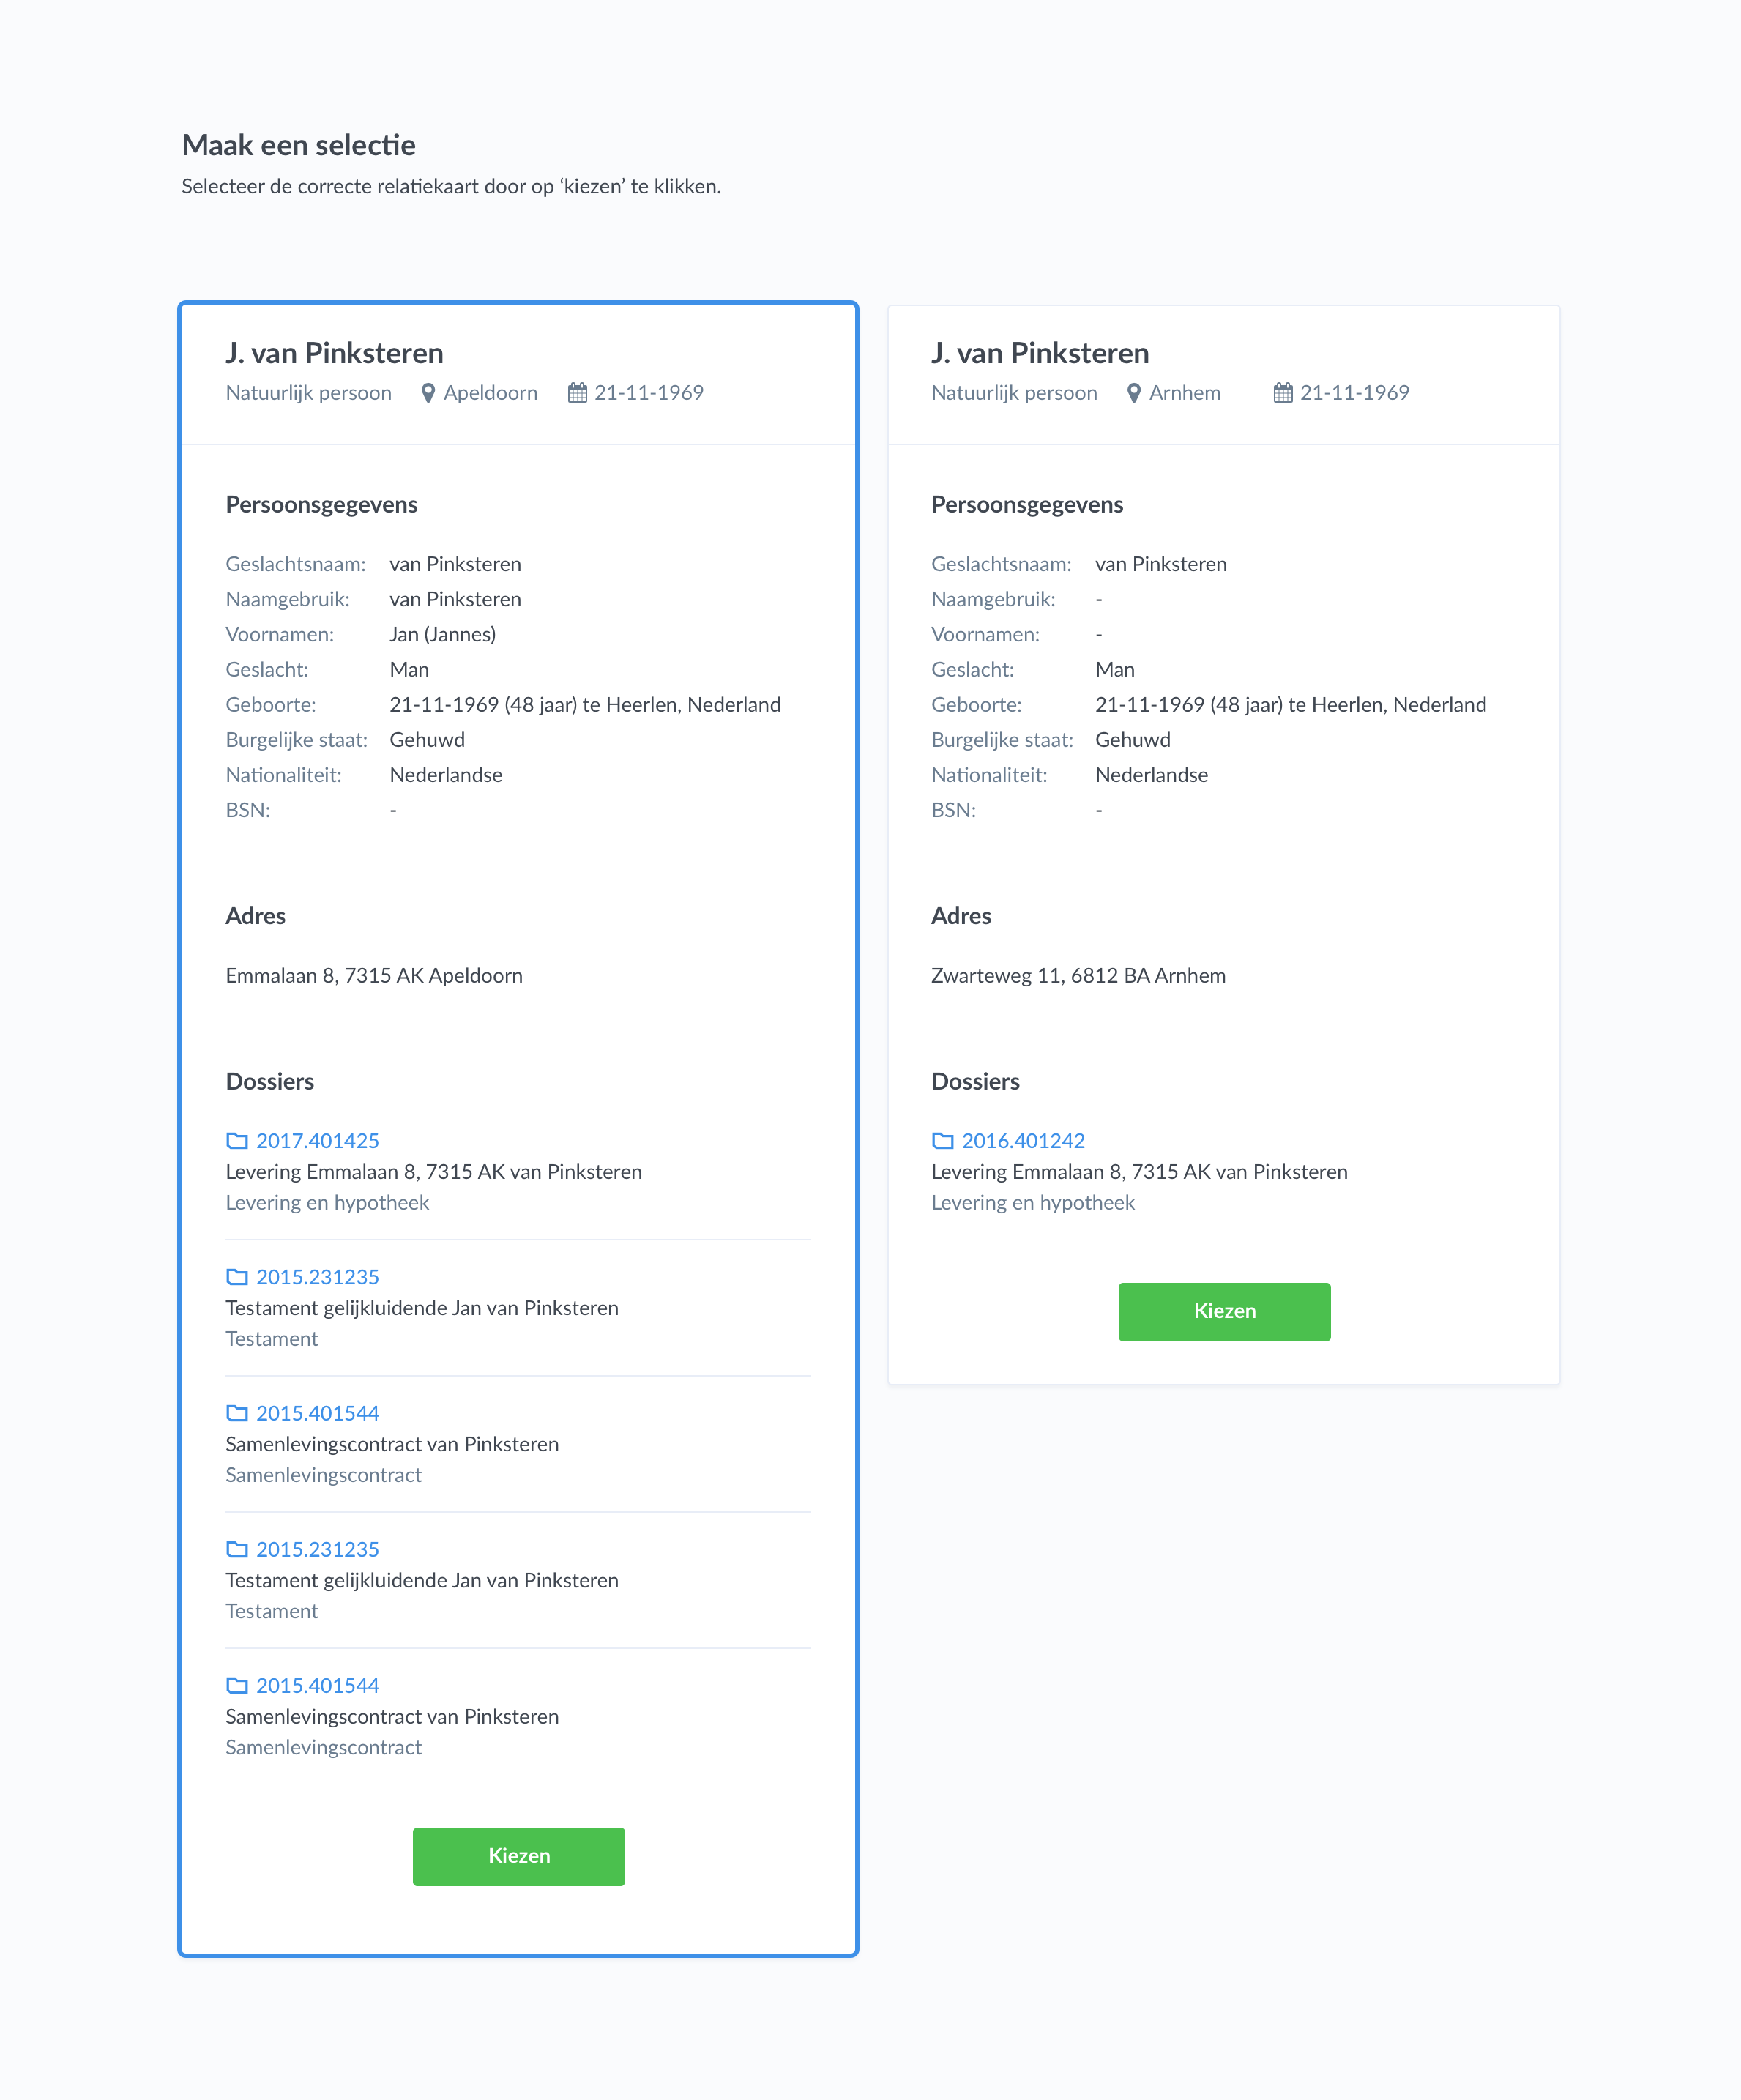 Maak een selectie
Selecteer de correcte relatiekaart door op ‘kiezen’ te klikken.
J. van Pinksteren
Natuurlijk persoon Apeldoorn 21-11-1969
Persoonsgegevens
Geslachtsnaam: van Pinksteren
Naamgebruik: van Pinksteren
Voornamen: Jan (Jannes)
Geslacht: Man
Geboorte: 21-11-1969 (48 jaar) te Heerlen, Nederland
Burgelijke staat: Gehuwd
Nationaliteit: Nederlandse
BSN: -
Adres
Emmalaan 8, 7315 AK Apeldoorn
Dossiers
2017.401425
Levering Emmalaan 8, 7315 AK van Pinksteren
Levering en hypotheek
2015.231235
Testament gelijkluidende Jan van Pinksteren
Testament
2015.401544
Samenlevingscontract van Pinksteren
Samenlevingscontract
2015.231235
Testament gelijkluidende Jan van Pinksteren
Testament
2015.401544
Samenlevingscontract van Pinksteren
Samenlevingscontract
Kiezen
J. van Pinksteren
Natuurlijk persoon Arnhem 21-11-1969
Persoonsgegevens
Geslachtsnaam: van Pinksteren
Naamgebruik: -
Voornamen: -
Geslacht: Man
Geboorte: 21-11-1969 (48 jaar) te Heerlen, Nederland
Burgelijke staat: Gehuwd
Nationaliteit: Nederlandse
BSN: -
Adres
Zwarteweg 11, 6812 BA Arnhem
Dossiers
2016.401242
Levering Emmalaan 8, 7315 AK van Pinksteren
Levering en hypotheek
Kiezen